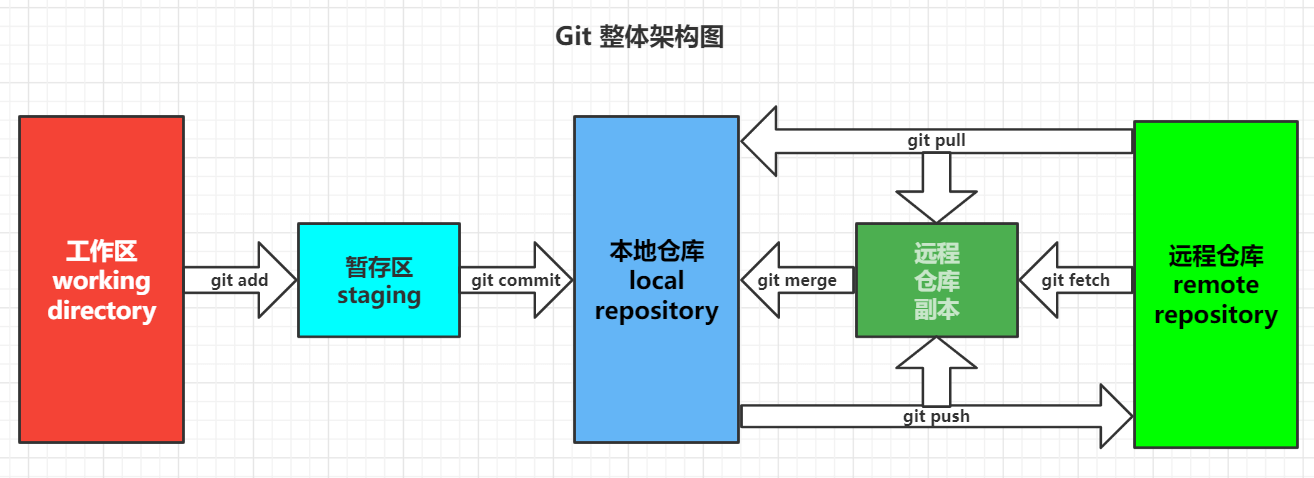 Git 整体架构图
工作区
working
directory
git add
暂存区
staging
git commit
本地仓库
local
repository
git pull
git merge
远程
仓库
副本
git fetch
git push
远程仓库
remote
repository